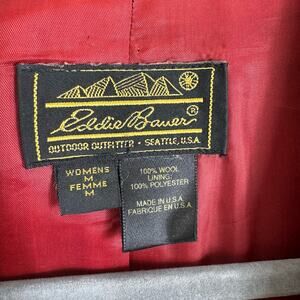 Eddie Bauer®
OUTDOOR OUTFITTER • SEATTLE, U.S.A.
WOMENS
M
FEMME
M
100% WOOL
LINING:
100% POLYESTER
MADE IN U.S.A
FABRIQUE EN U.S.A.